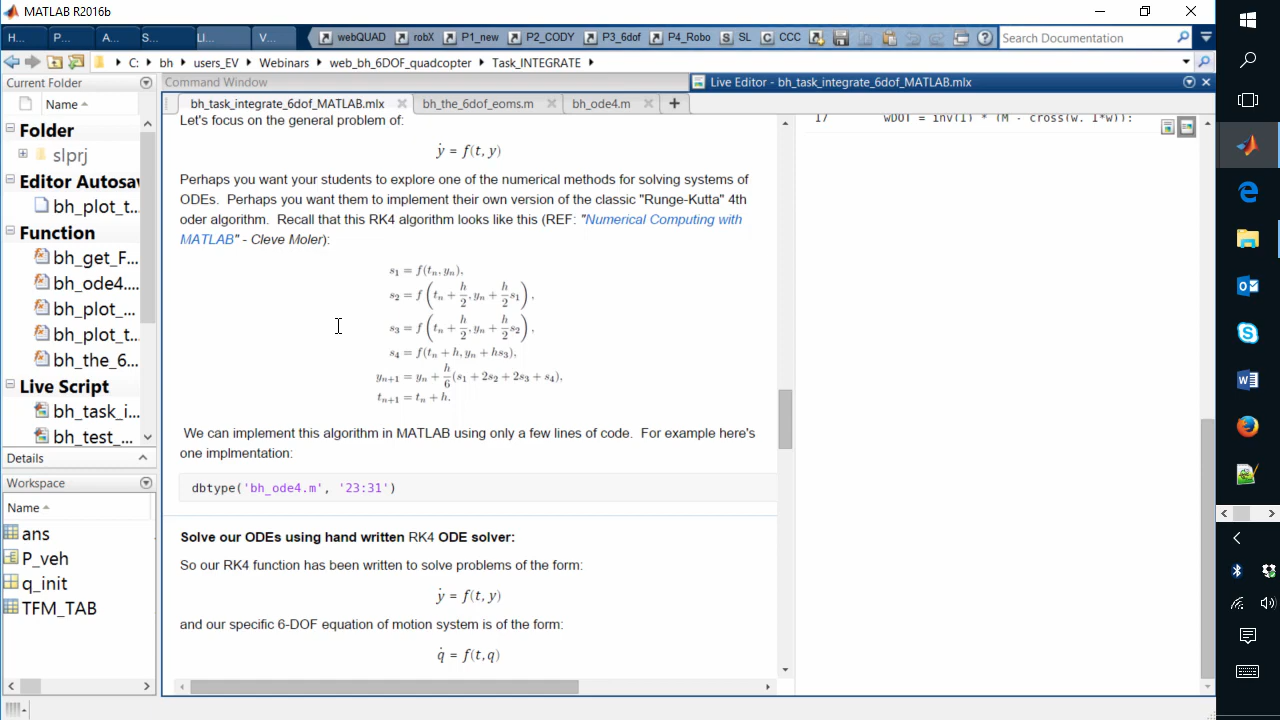 MATLAB R2016b
H... P... A... S... LI... V... webQUAD robX P1_new P2_CODY P3_6dof P4_Robo SL CCC Search Documentation
C: bh users_EV Webinars web_bh_6DOF_quadcopter Task_INTEGRATE
Current Folder
Name
Folder
slprj
Editor Autosa
bh_plot_t...
Function
bh_get_F...
bh_ode4....
bh_plot_...
bh_plot_t...
bh_the_6...
Live Script
bh_task_i...
bh_test_...
Details
Workspace
Name
ans
P_veh
q_init
TFM_TAB
Command Window
Live Editor - bh_task_integrate_6dof_MATLAB.mlx
bh_task_integrate_6dof_MATLAB.mlx bh_the_6dof_eoms.m bh_ode4.m
Let's focus on the general problem of:
ẏ = f(t, y)
Perhaps you want your students to explore one of the numerical methods for solving systems of
ODEs. Perhaps you want them to implement their own version of the classic "Runge-Kutta" 4th
oder algorithm. Recall that this RK4 algorithm looks like this (REF: "Numerical Computing with
MATLAB" - Cleve Moler):
s₁ = f(tₙ, yₙ),
s₂ = f(tₙ + h/2, yₙ + h/2 s₁),
s₃ = f(tₙ + h/2, yₙ + h/2 s₂),
s₄ = f(tₙ + h, yₙ + hs₃),
yₙ₊₁ = yₙ + h/6 (s₁ + 2s₂ + 2s₃ + s₄),
tₙ₊₁ = tₙ + h.
We can implement this algorithm in MATLAB using only a few lines of code. For example here's
one implmentation:
dbtype('bh_ode4.m', '23:31')
Solve our ODEs using hand written RK4 ODE solver:
So our RK4 function has been written to solve problems of the form:
ẏ = f(t, y)
and our specific 6-DOF equation of motion system is of the form:
q̇ = f(t,q)
17 wDOT = inv(I) * (M - cross(w, I*w));